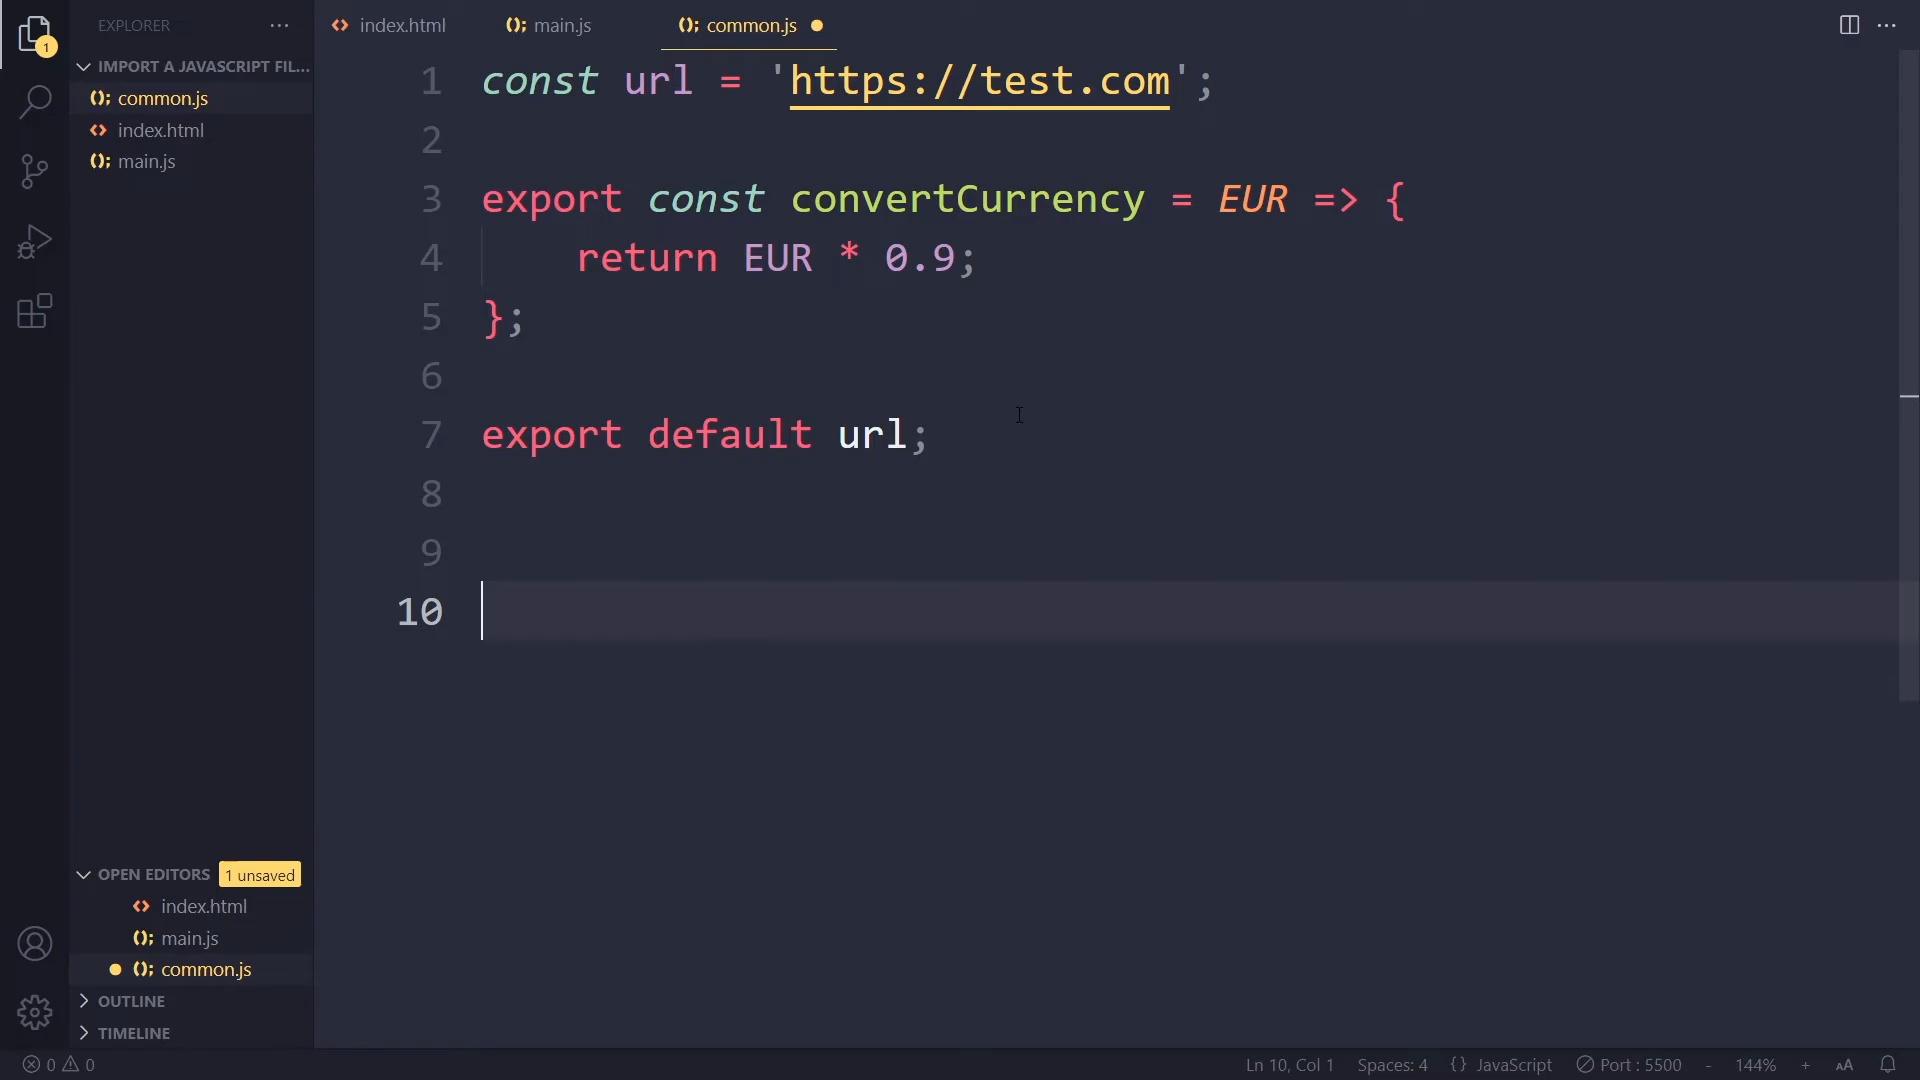 EXPLORER
index.html
main.js
common.js
1
IMPORT A JAVASCRIPT FIL...
common.js
index.html
main.js
1 const url = 'https://test.com';
2
3 export const convertCurrency = EUR => {
4 return EUR * 0.9;
5 };
6
7 export default url;
8
9
10
OPEN EDITORS 1 unsaved
index.html
main.js
common.js
OUTLINE
TIMELINE
0 0 Ln 10, Col 1 Spaces: 4 {} JavaScript Port : 5500 - 144% + AA